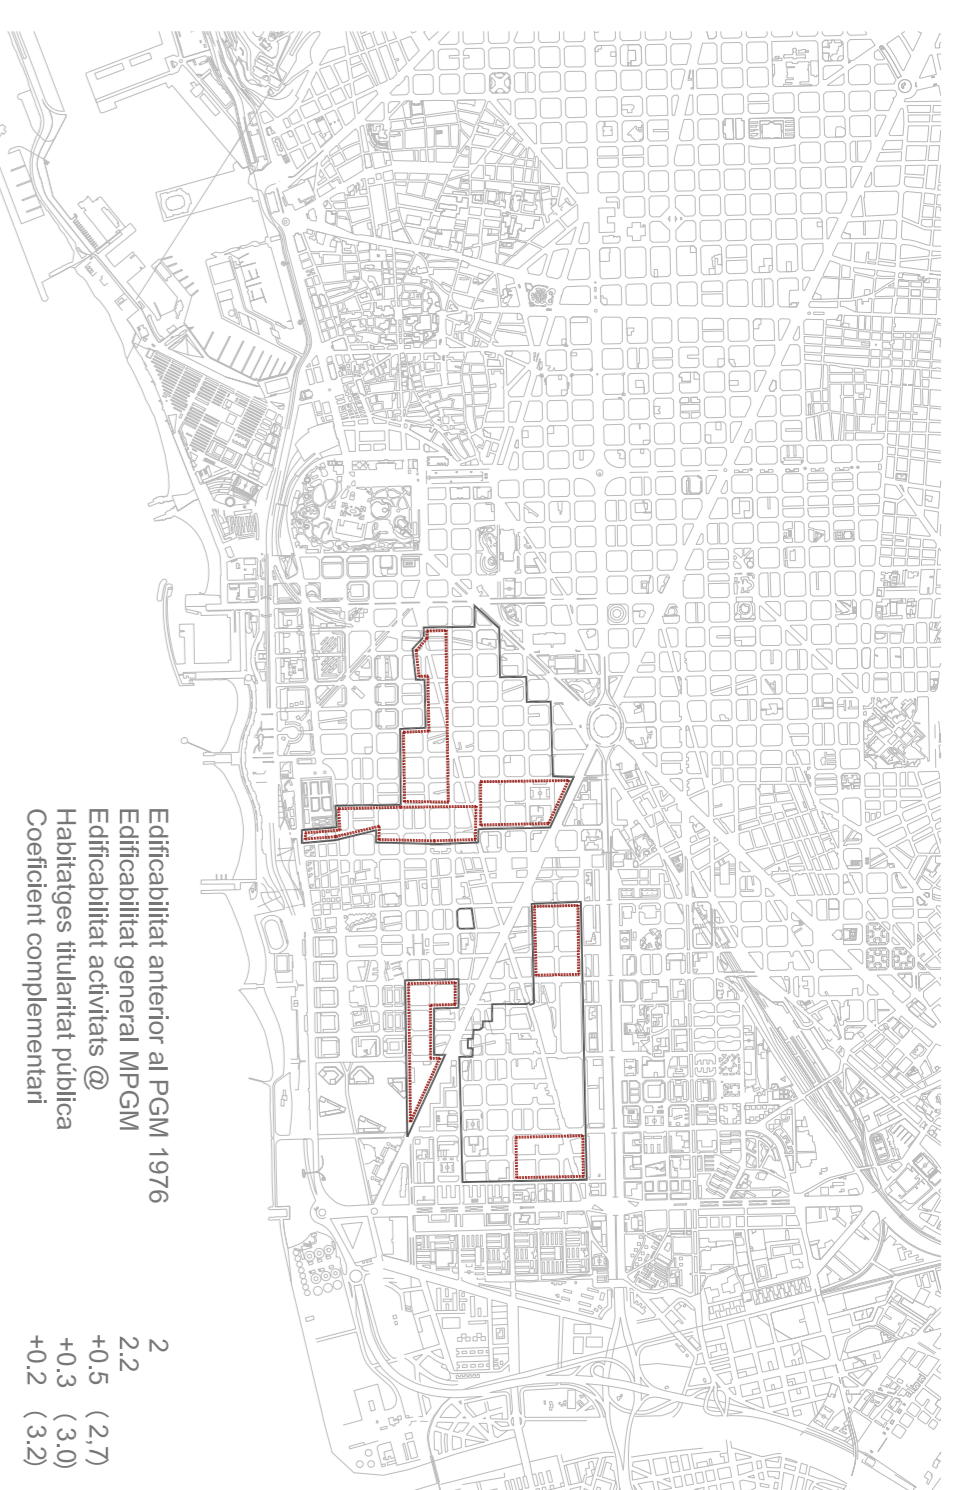 Edificabilitat anterior al PGM 1976 2
Edificabilitat general MPGM 2.2
Edificabilitat activitats @ +0.5 ( 2,7)
Habitatges titularitat pública +0.3 ( 3.0)
Coeficient complementari +0.2 ( 3.2)